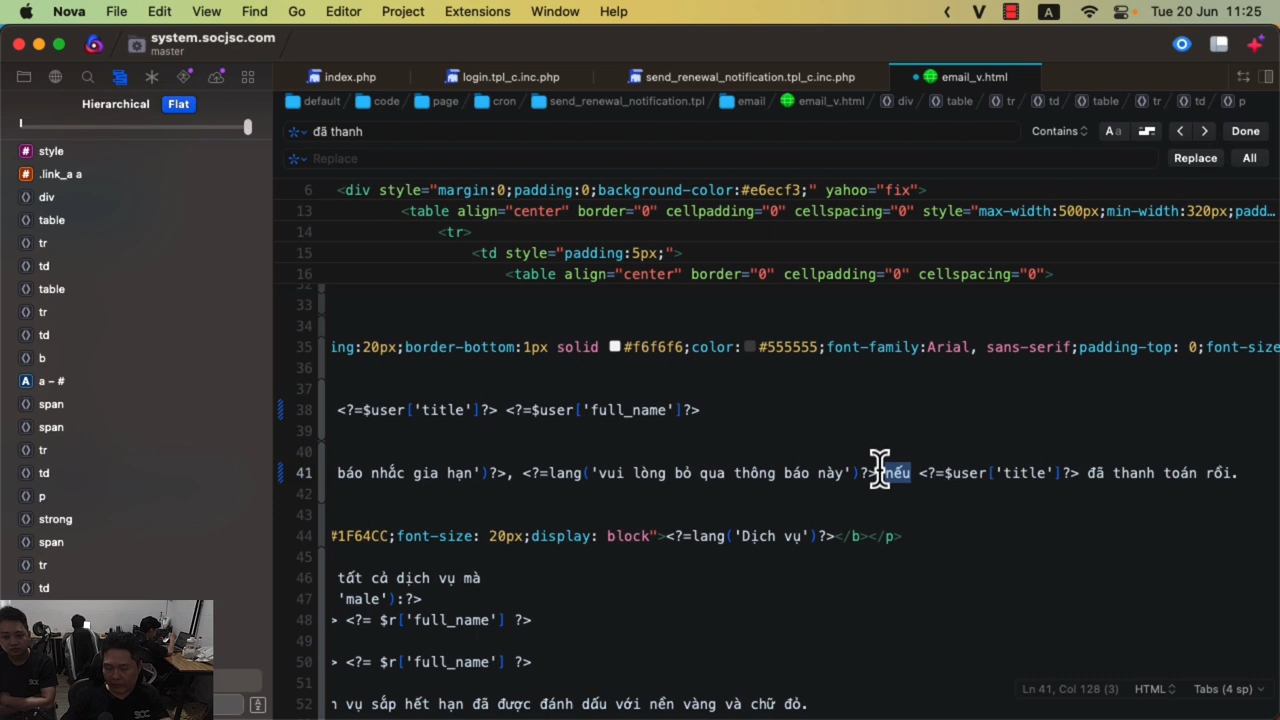 Nova File Edit View Find Go Editor Project Extensions Window Help A Tue 20 Jun 11:25
system.socjsc.com
master
index.php login.tpl_c.inc.php send_renewal_notification.tpl_c.inc.php email_v.html
Hierarchical Flat
default code page cron send_renewal_notification.tpl email email_v.html div table tr td table tr td p
đã thanh Contains Aa Done
Replace Replace All
# style
# .link_a a
div
table
tr
td
table
tr
td
b
A a – #
span
span
tr
td
p
strong
span
tr
td
6 <div style="margin:0;padding:0;background-color:#e6ecf3;" yahoo="fix">
13 <table align="center" border="0" cellpadding="0" cellspacing="0" style="max-width:500px;min-width:320px;padd…
14 <tr>
15 <td style="padding:5px;">
16 <table align="center" border="0" cellpadding="0" cellspacing="0">
32
33
34
35 ing:20px;border-bottom:1px solid #f6f6f6;color:#555555;font-family:Arial, sans-serif;padding-top: 0;font-size
36
37
38 <?=$user['title']?> <?=$user['full_name']?>
39
40
41 báo nhắc gia hạn')?>, <?=lang('vui lòng bỏ qua thông báo này')?> nếu <?=$user['title']?> đã thanh toán rồi.
42
43
44 #1F64CC;font-size: 20px;display: block"><?=lang('Dịch vụ')?></b></p>
45
46 tất cả dịch vụ mà
47 'male'):?>
48 > <?= $r['full_name'] ?>
49
50 > <?= $r['full_name'] ?>
51
52 n vụ sắp hết hạn đã được đánh dấu với nền vàng và chữ đỏ.
Ln 41, Col 128 (3) HTML Tabs (4 sp)